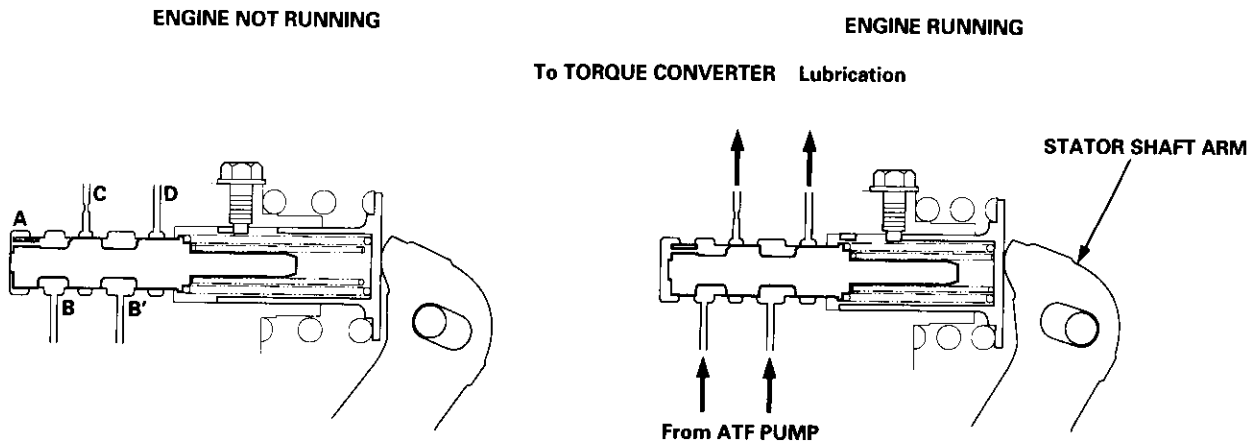 ENGINE NOT RUNNING
ENGINE RUNNING
To TORQUE CONVERTER Lubrication
STATOR SHAFT ARM
A
C
D
B
B'
From ATF PUMP